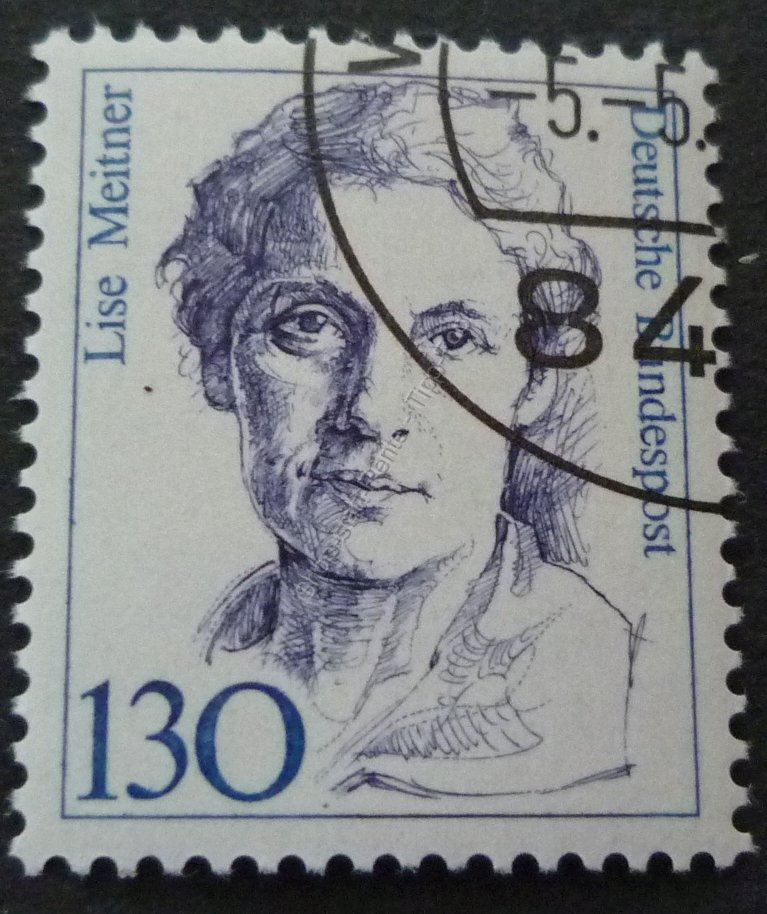 Lise Meitner
Deutsche Bundespost
130
-5.-5.
84